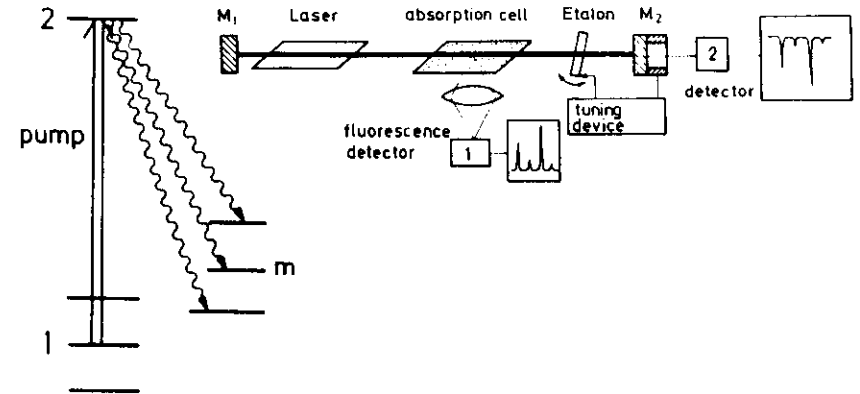 2
pump
1
m
M₁
Laser
absorption cell
Etalon
M₂
2
detector
tuning
device
fluorescence
detector
1